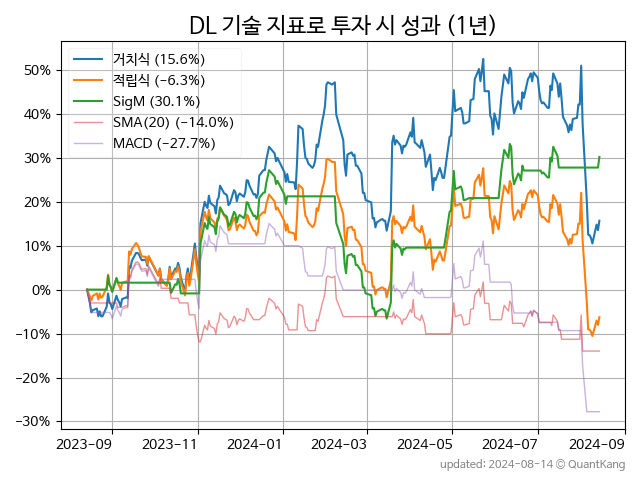 DL 기술 지표로 투자 시 성과 (1년)
거치식 (15.6%)
적립식 (−6.3%)
SigM (30.1%)
SMA(20) (−14.0%)
MACD (−27.7%)
50%
40%
30%
20%
10%
0%
−10%
−20%
−30%
2023-09 2023-11 2024-01 2024-03 2024-05 2024-07 2024-09
updated: 2024-08-14 © QuantKang